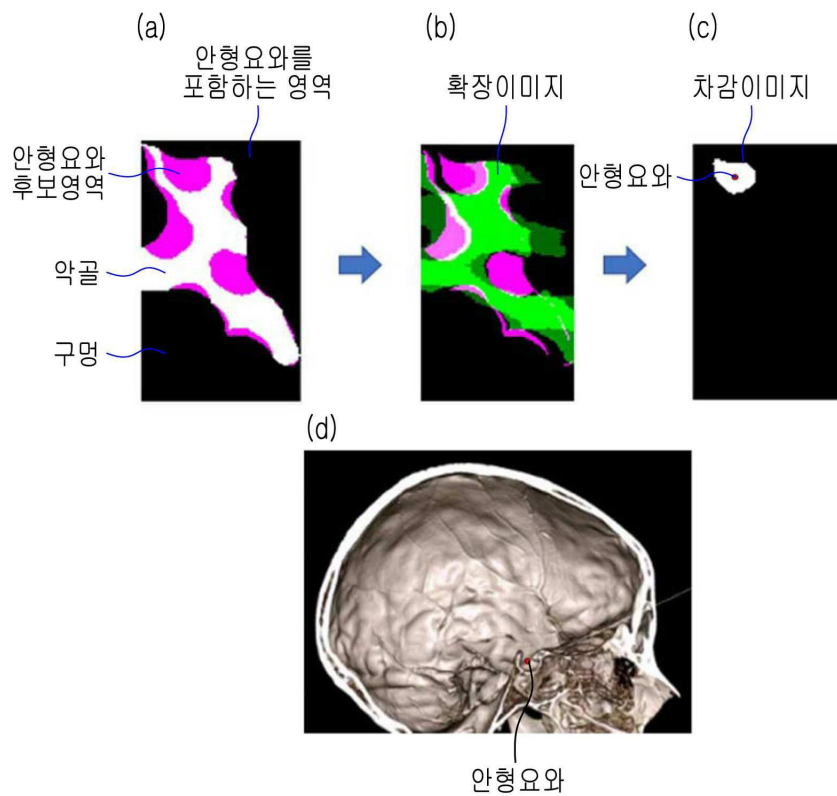 (a)
안형요와를
포함하는 영역
안형요와
후보영역
악골
구멍
(b)
확장이미지
(c)
차감이미지
안형요와
(d)
안형요와